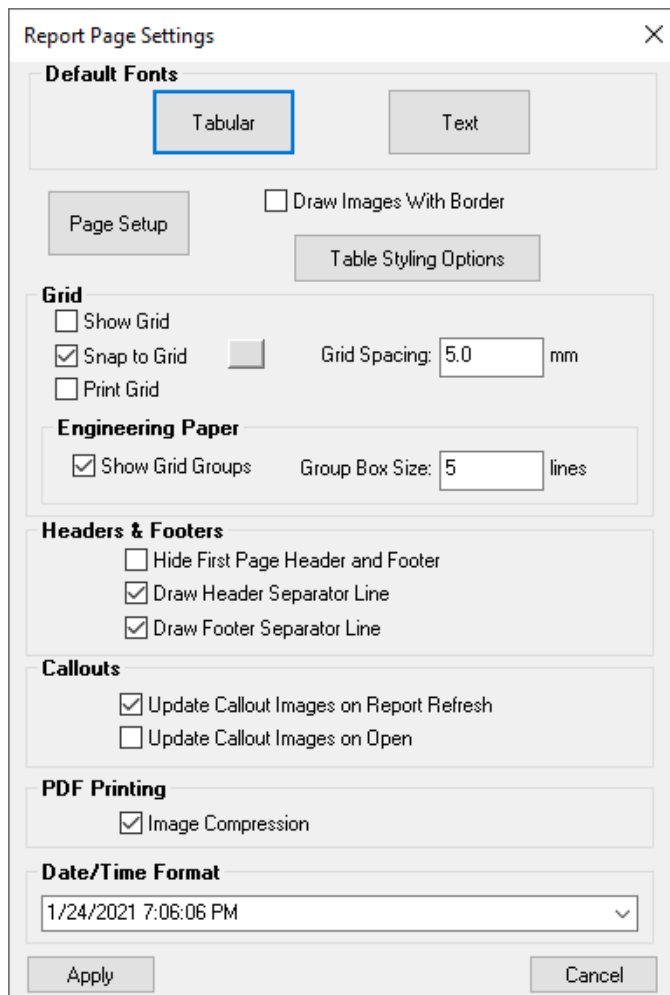 Report Page Settings
Default Fonts
Tabular Text
Page Setup
Draw Images With Border
Table Styling Options
Grid
Show Grid
Snap to Grid Grid Spacing: 5.0 mm
Print Grid
Engineering Paper
Show Grid Groups Group Box Size: 5 lines
Headers & Footers
Hide First Page Header and Footer
Draw Header Separator Line
Draw Footer Separator Line
Callouts
Update Callout Images on Report Refresh
Update Callout Images on Open
PDF Printing
Image Compression
Date/Time Format
1/24/2021 7:06:06 PM
Apply Cancel